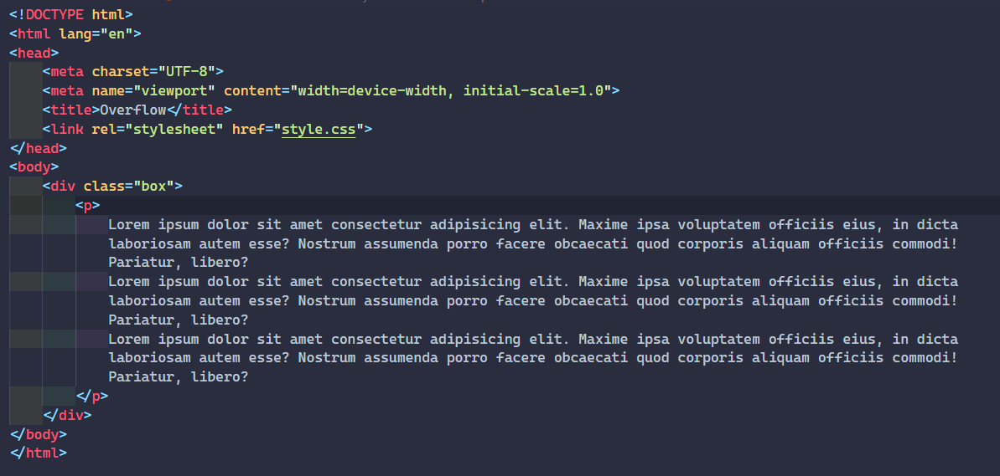 <!DOCTYPE html>
<html lang="en">
<head>
    <meta charset="UTF-8">
    <meta name="viewport" content="width=device-width, initial-scale=1.0">
    <title>Overflow</title>
    <link rel="stylesheet" href="style.css">
</head>
<body>
    <div class="box">
        <p>
            Lorem ipsum dolor sit amet consectetur adipisicing elit. Maxime ipsa voluptatem officiis eius, in dicta
            laboriosam autem esse? Nostrum assumenda porro facere obcaecati quod corporis aliquam officiis commodi!
            Pariatur, libero?
            Lorem ipsum dolor sit amet consectetur adipisicing elit. Maxime ipsa voluptatem officiis eius, in dicta
            laboriosam autem esse? Nostrum assumenda porro facere obcaecati quod corporis aliquam officiis commodi!
            Pariatur, libero?
            Lorem ipsum dolor sit amet consectetur adipisicing elit. Maxime ipsa voluptatem officiis eius, in dicta
            laboriosam autem esse? Nostrum assumenda porro facere obcaecati quod corporis aliquam officiis commodi!
            Pariatur, libero?
        </p>
    </div>
</body>
</html>